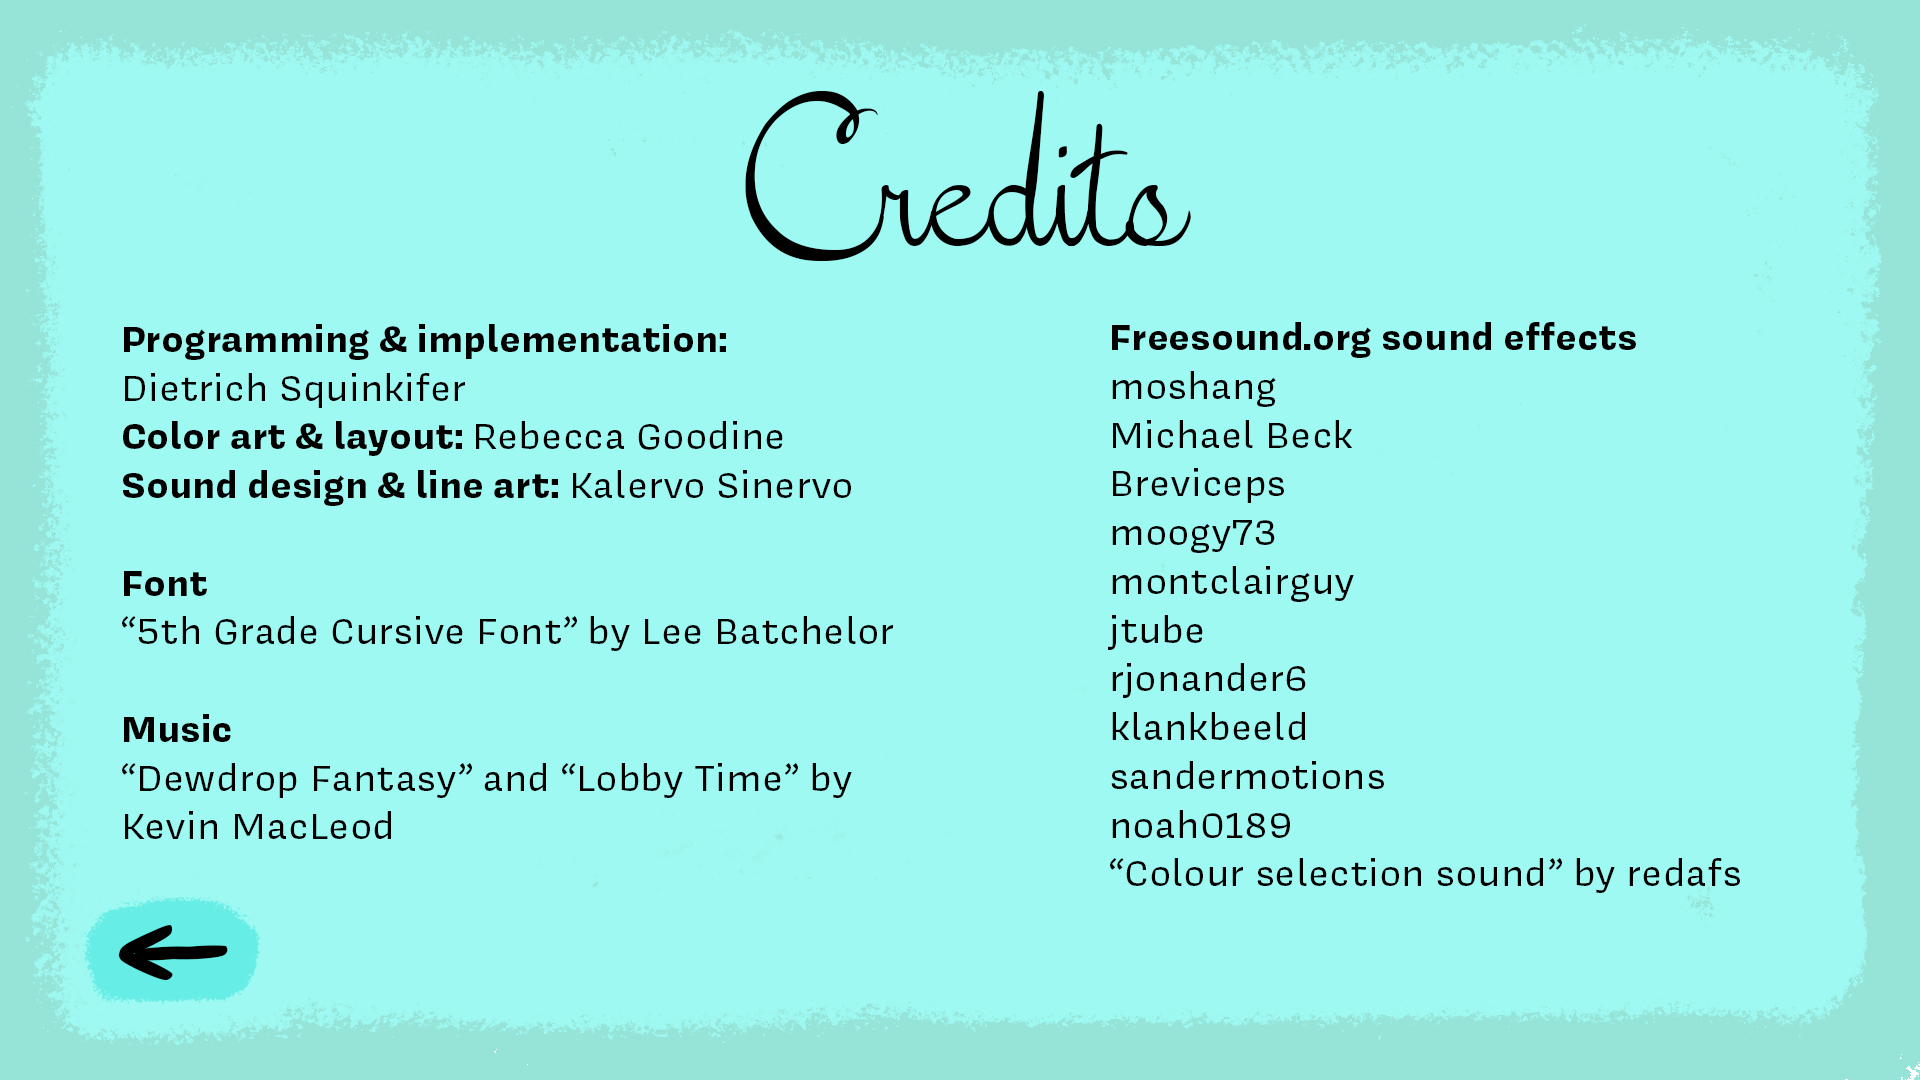 Credits
Programming & implementation:
Dietrich Squinkifer
Color art & layout: Rebecca Goodine
Sound design & line art: Kalervo Sinervo
Font
“5th Grade Cursive Font” by Lee Batchelor
Music
“Dewdrop Fantasy” and “Lobby Time” by
Kevin MacLeod
Freesound.org sound effects
moshang
Michael Beck
Breviceps
moogy73
montclairguy
jtube
rjonander6
klankbeeld
sandermotions
noah0189
“Colour selection sound” by redafs